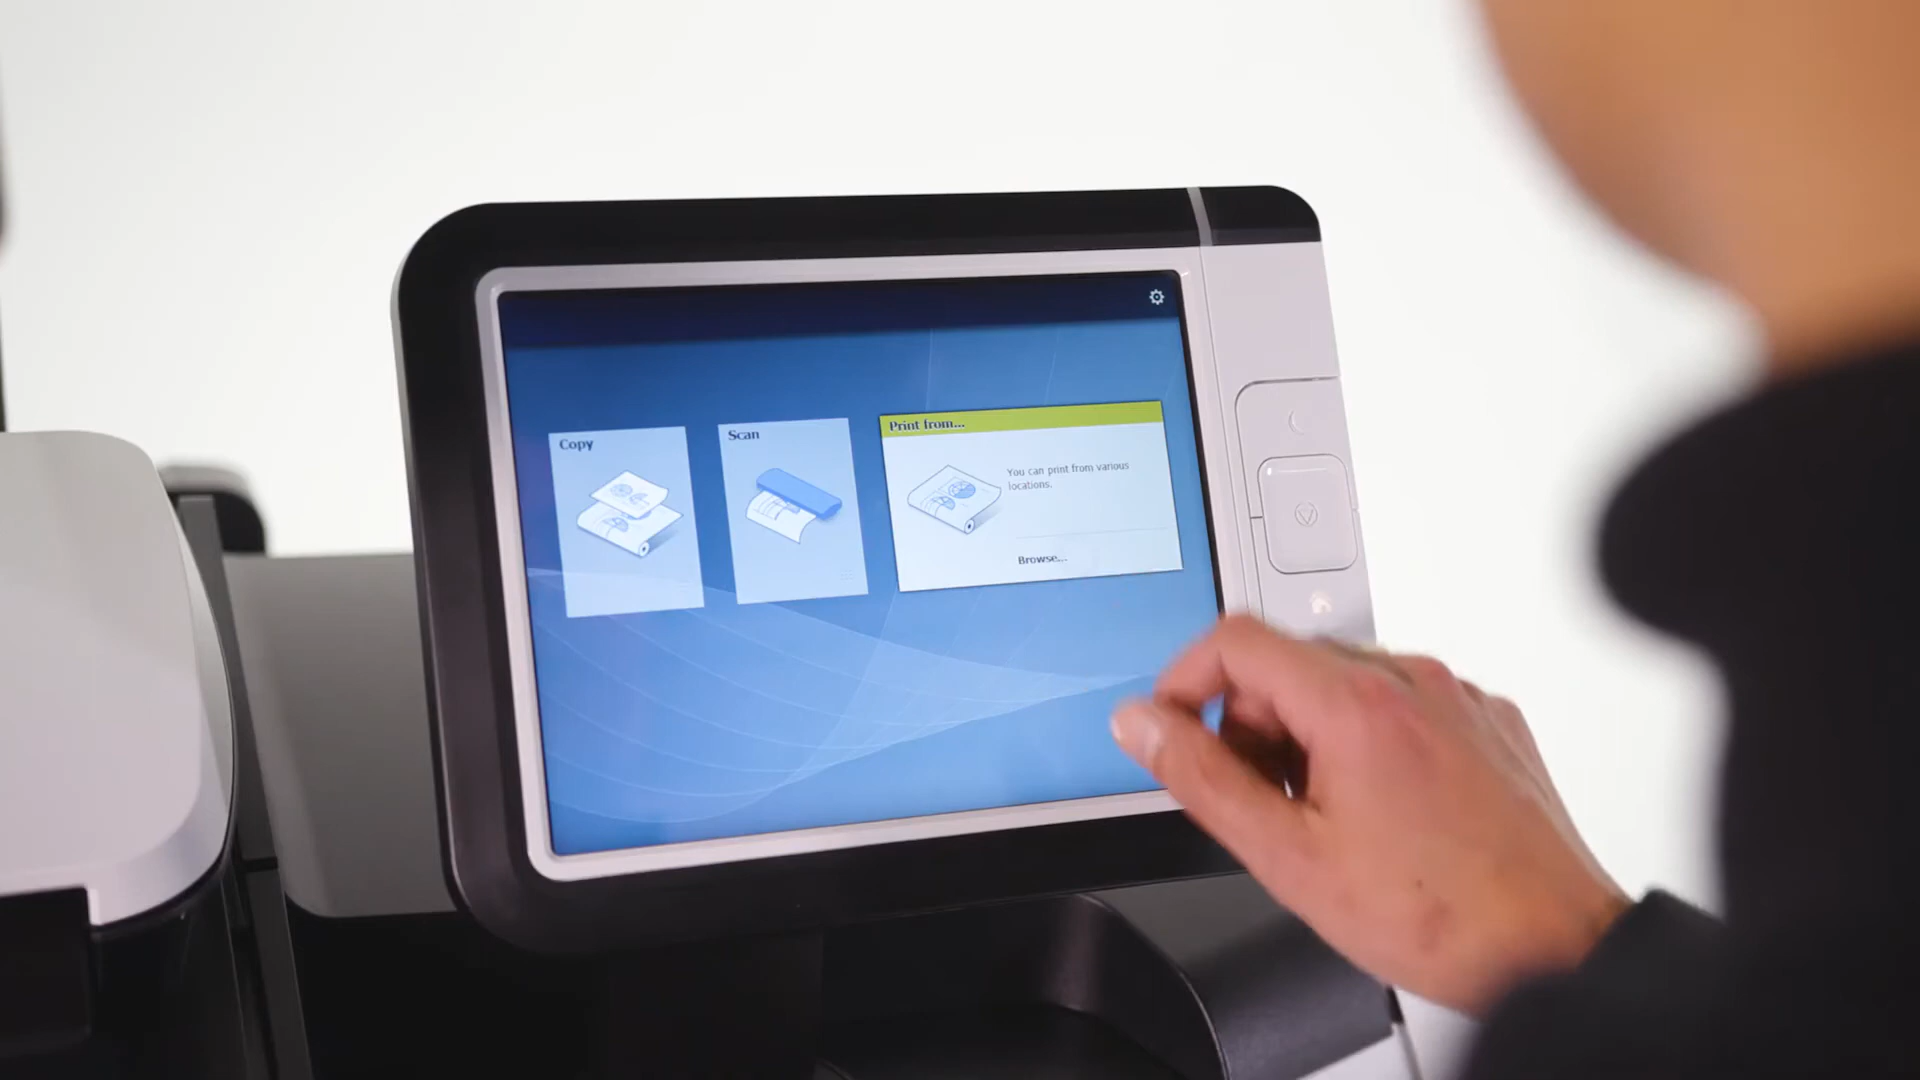 Copy
Scan
Print from...
You can print from various
locations.
Browse...